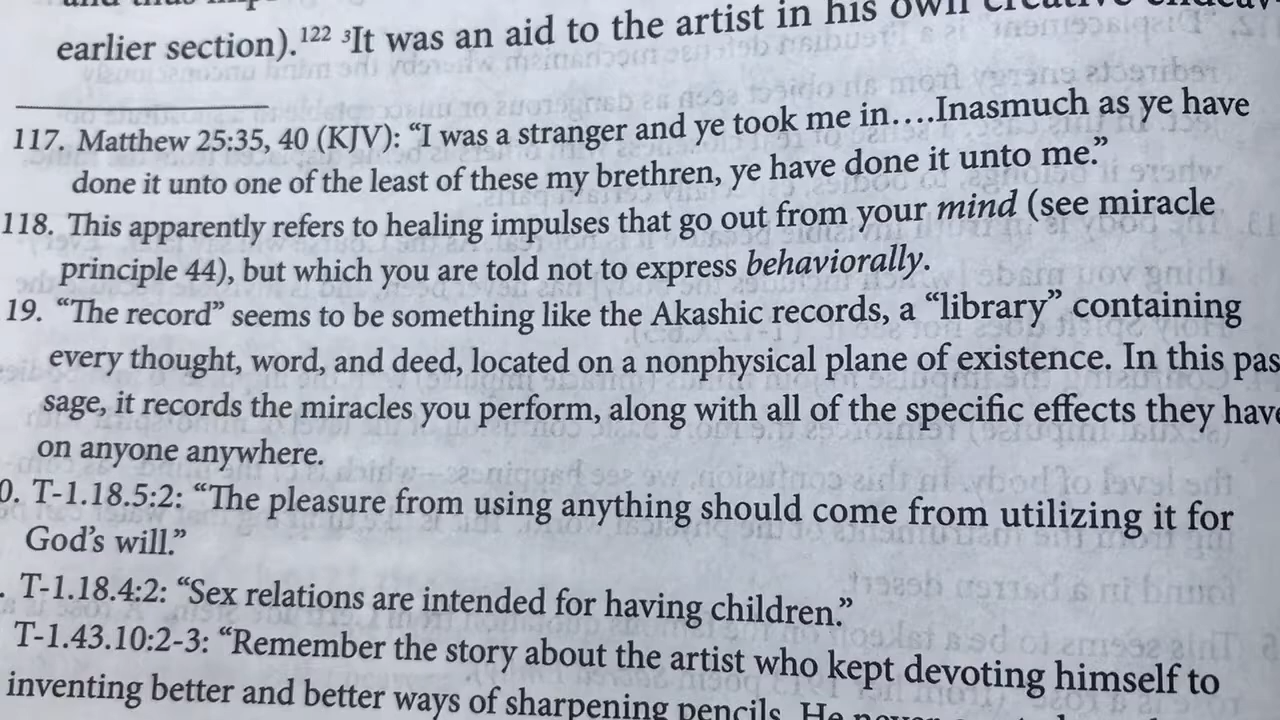 earlier section).122 3It was an aid to the artist in his own creative
117. Matthew 25:35, 40 (KJV): “I was a stranger and ye took me in….Inasmuch as ye have
done it unto one of the least of these my brethren, ye have done it unto me.”
118. This apparently refers to healing impulses that go out from your mind (see miracle
principle 44), but which you are told not to express behaviorally.
19. “The record” seems to be something like the Akashic records, a “library” containing
every thought, word, and deed, located on a nonphysical plane of existence. In this pas
sage, it records the miracles you perform, along with all of the specific effects they have
on anyone anywhere.
0. T-1.18.5:2: “The pleasure from using anything should come from utilizing it for
God’s will.”
. T-1.18.4:2: “Sex relations are intended for having children.”
T-1.43.10:2-3: “Remember the story about the artist who kept devoting himself to
inventing better and better ways of sharpening pencils. He never